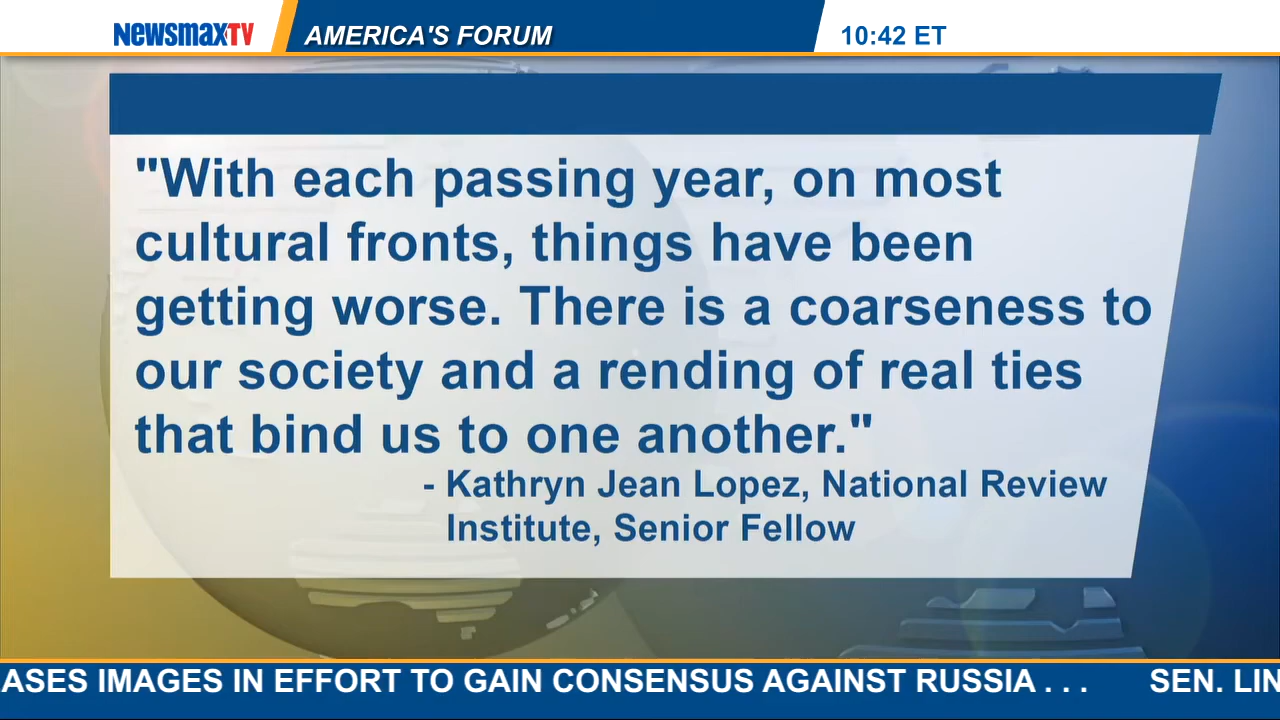 NEWSMAXTV
AMERICA'S FORUM
10:42 ET
"With each passing year, on most
cultural fronts, things have been
getting worse. There is a coarseness to
our society and a rending of real ties
that bind us to one another."
- Kathryn Jean Lopez, National Review
Institute, Senior Fellow
ASES IMAGES IN EFFORT TO GAIN CONSENSUS AGAINST RUSSIA . . . SEN. LIN